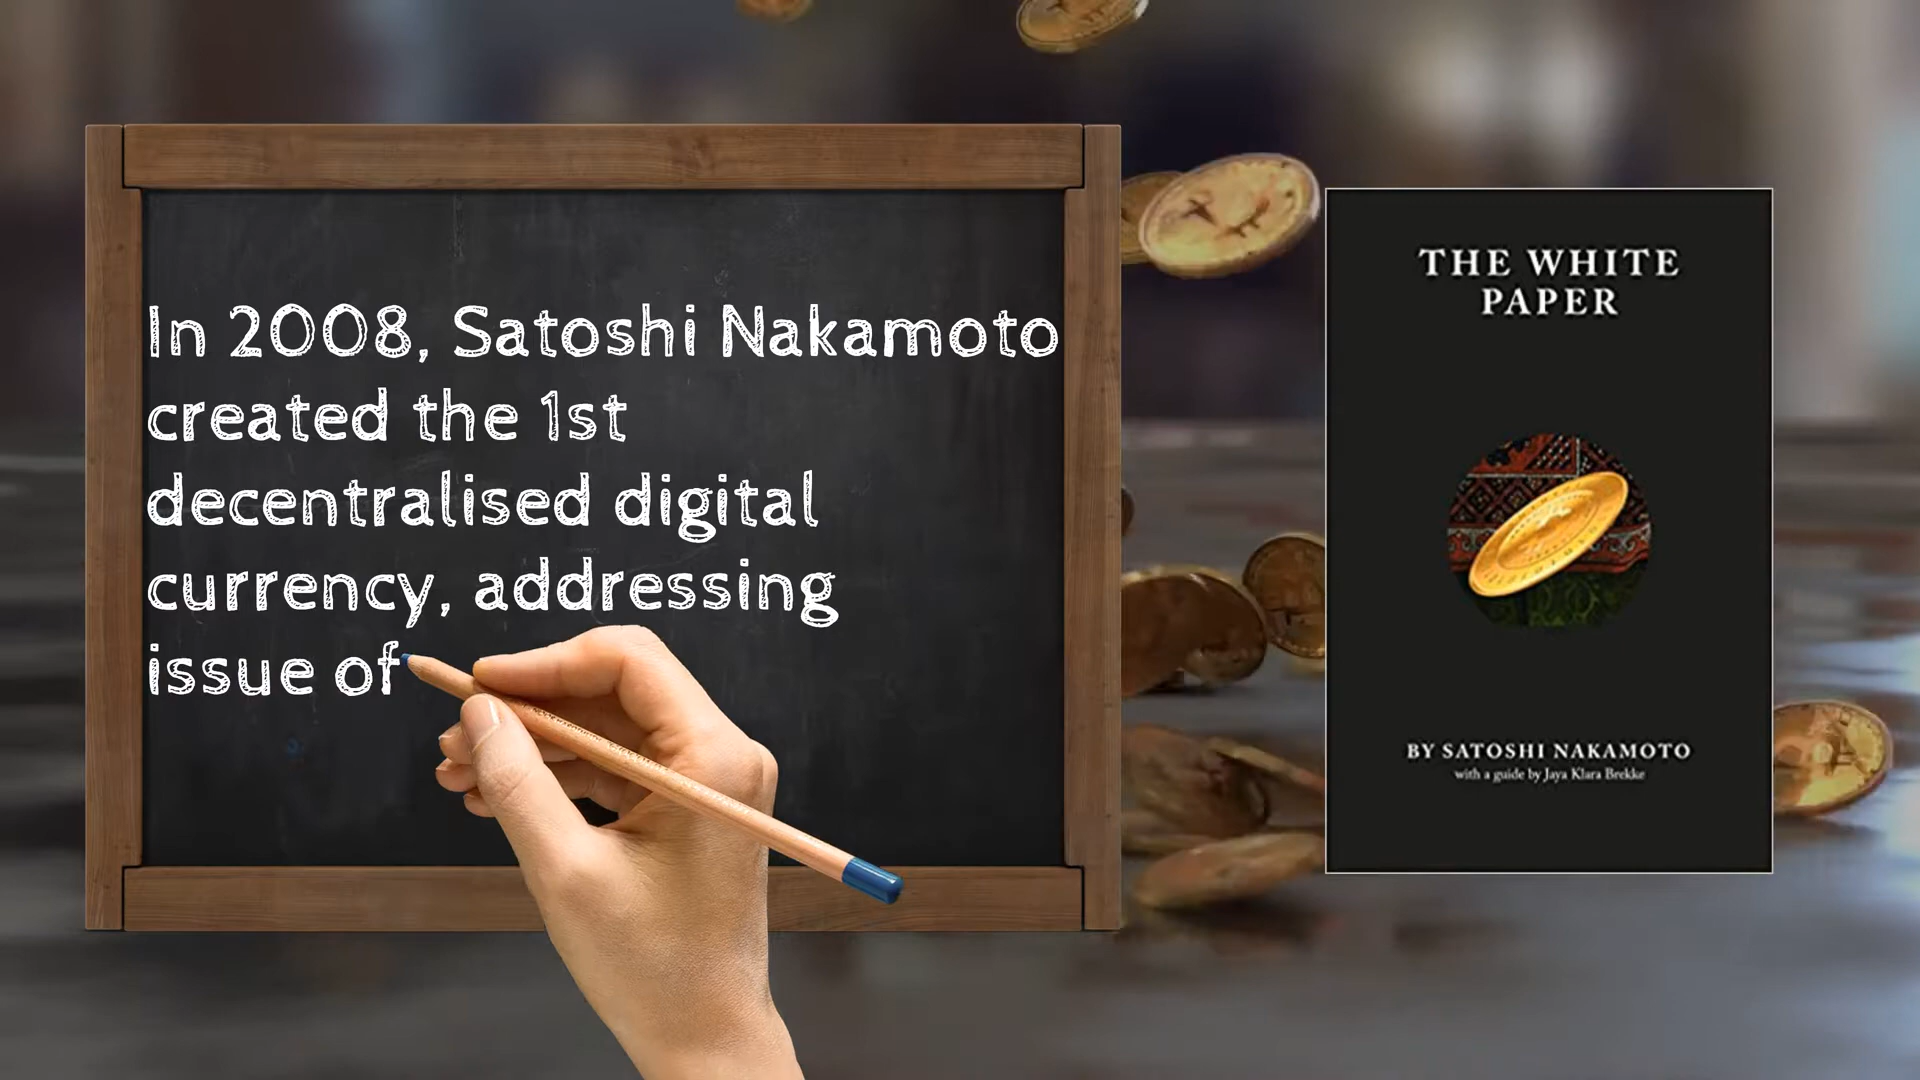 In 2008, Satoshi Nakamoto
created the 1st
decentralised digital
currency, addressing
issue of
THE WHITE
PAPER
BY SATOSHI NAKAMOTO
with a guide by Jaya Klara Brekke